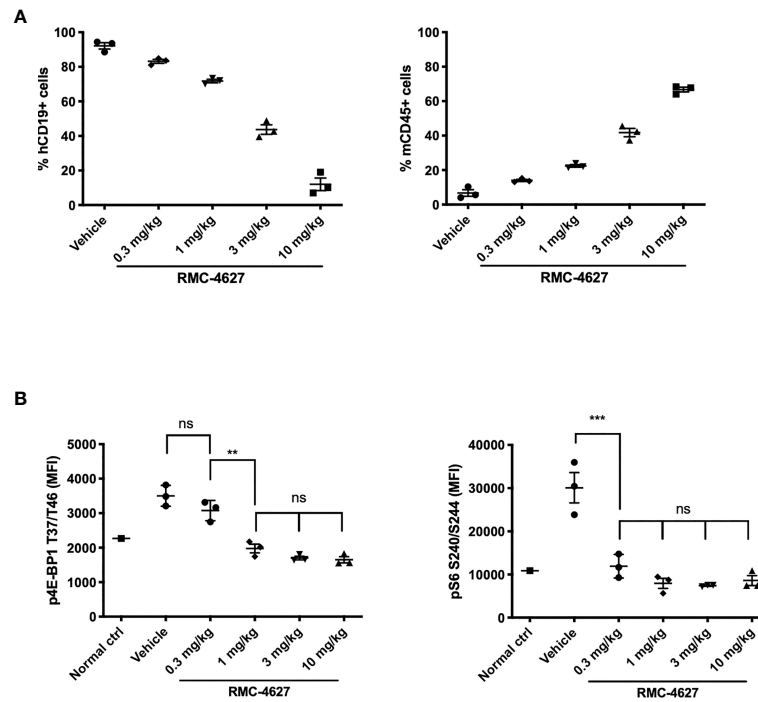 A
% hCD19+ cells
100
80
60
40
20
0
Vehicle
0.3 mg/kg
1 mg/kg
3 mg/kg
10 mg/kg
RMC-4627
% mCD45+ cells
100
80
60
40
20
0
Vehicle
0.3 mg/kg
1 mg/kg
3 mg/kg
10 mg/kg
RMC-4627
B
p4E-BP1 T37/T46 (MFI)
5000
4000
3000
2000
1000
0
ns
**
ns
Normal ctrl
Vehicle
0.3 mg/kg
1 mg/kg
3 mg/kg
10 mg/kg
RMC-4627
pS6 S240/S244 (MFI)
40000
30000
20000
10000
0
***
ns
Normal ctrl
Vehicle
0.3 mg/kg
1 mg/kg
3 mg/kg
10 mg/kg
RMC-4627